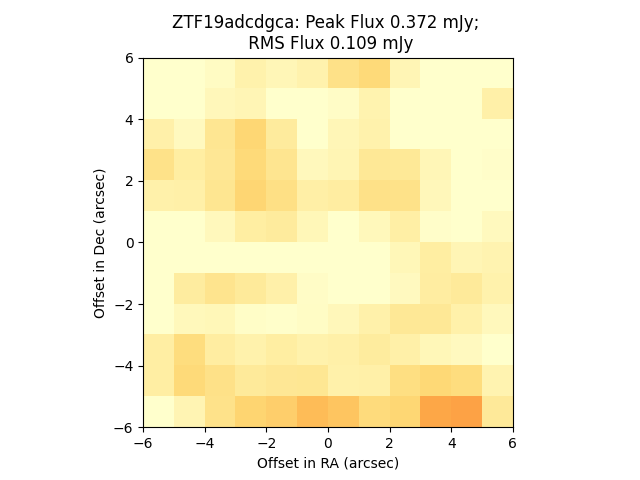 ZTF19adcdgca: Peak Flux 0.372 mJy;
RMS Flux 0.109 mJy
6
4
2
0
−2
−4
−6
Offset in Dec (arcsec)
−6 −4 −2 0 2 4 6
Offset in RA (arcsec)